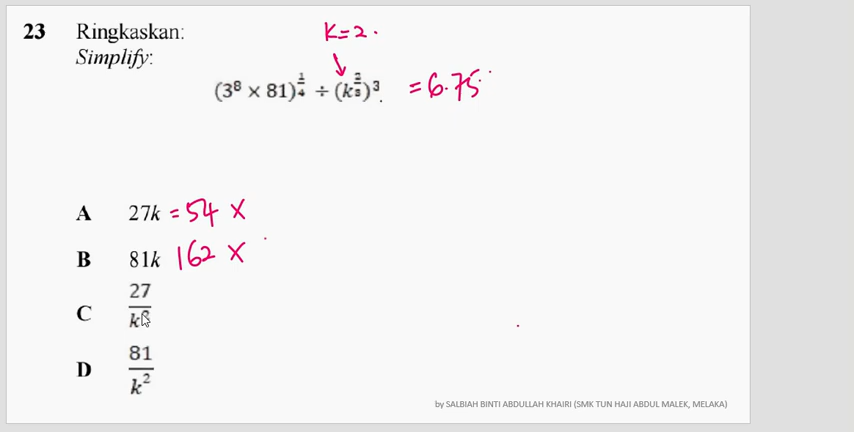 23 Ringkaskan: K=2.
Simplify:
(3⁸ × 81)^¼ ÷ (k^⅔)³ = 6.75
A 27k = 54 ×
B 81k 162 ×
C 27/k
D 81/k²
by SALBIAH BINTI ABDULLAH KHAIRI (SMK TUN HAJI ABDUL MALEK, MELAKA)